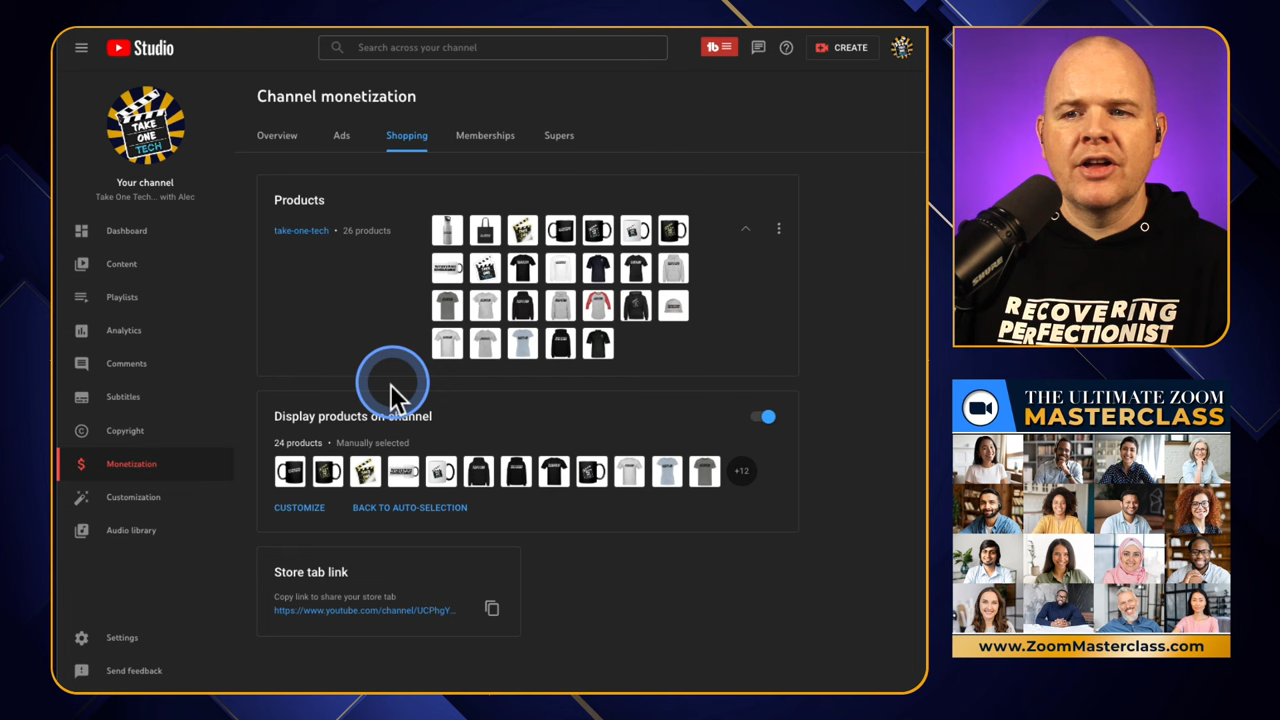 Studio
Search across your channel
CREATE
TAKE
ONE
TECH
Your channel
Take One Tech... with Alec
Dashboard
Content
Playlists
Analytics
Comments
Subtitles
Copyright
Monetization
Customization
Audio library
Settings
Send feedback
Channel monetization
Overview
Ads
Shopping
Memberships
Supers
Products
take-one-tech • 26 products
Display products on channel
24 products • Manually selected
+12
CUSTOMIZE
BACK TO AUTO-SELECTION
Store tab link
Copy link to share your store tab
https://www.youtube.com/channel/UCPhgY...
SHURE
RECOVERING
PERFECTIONIST
THE ULTIMATE ZOOM
MASTERCLASS
www.ZoomMasterclass.com